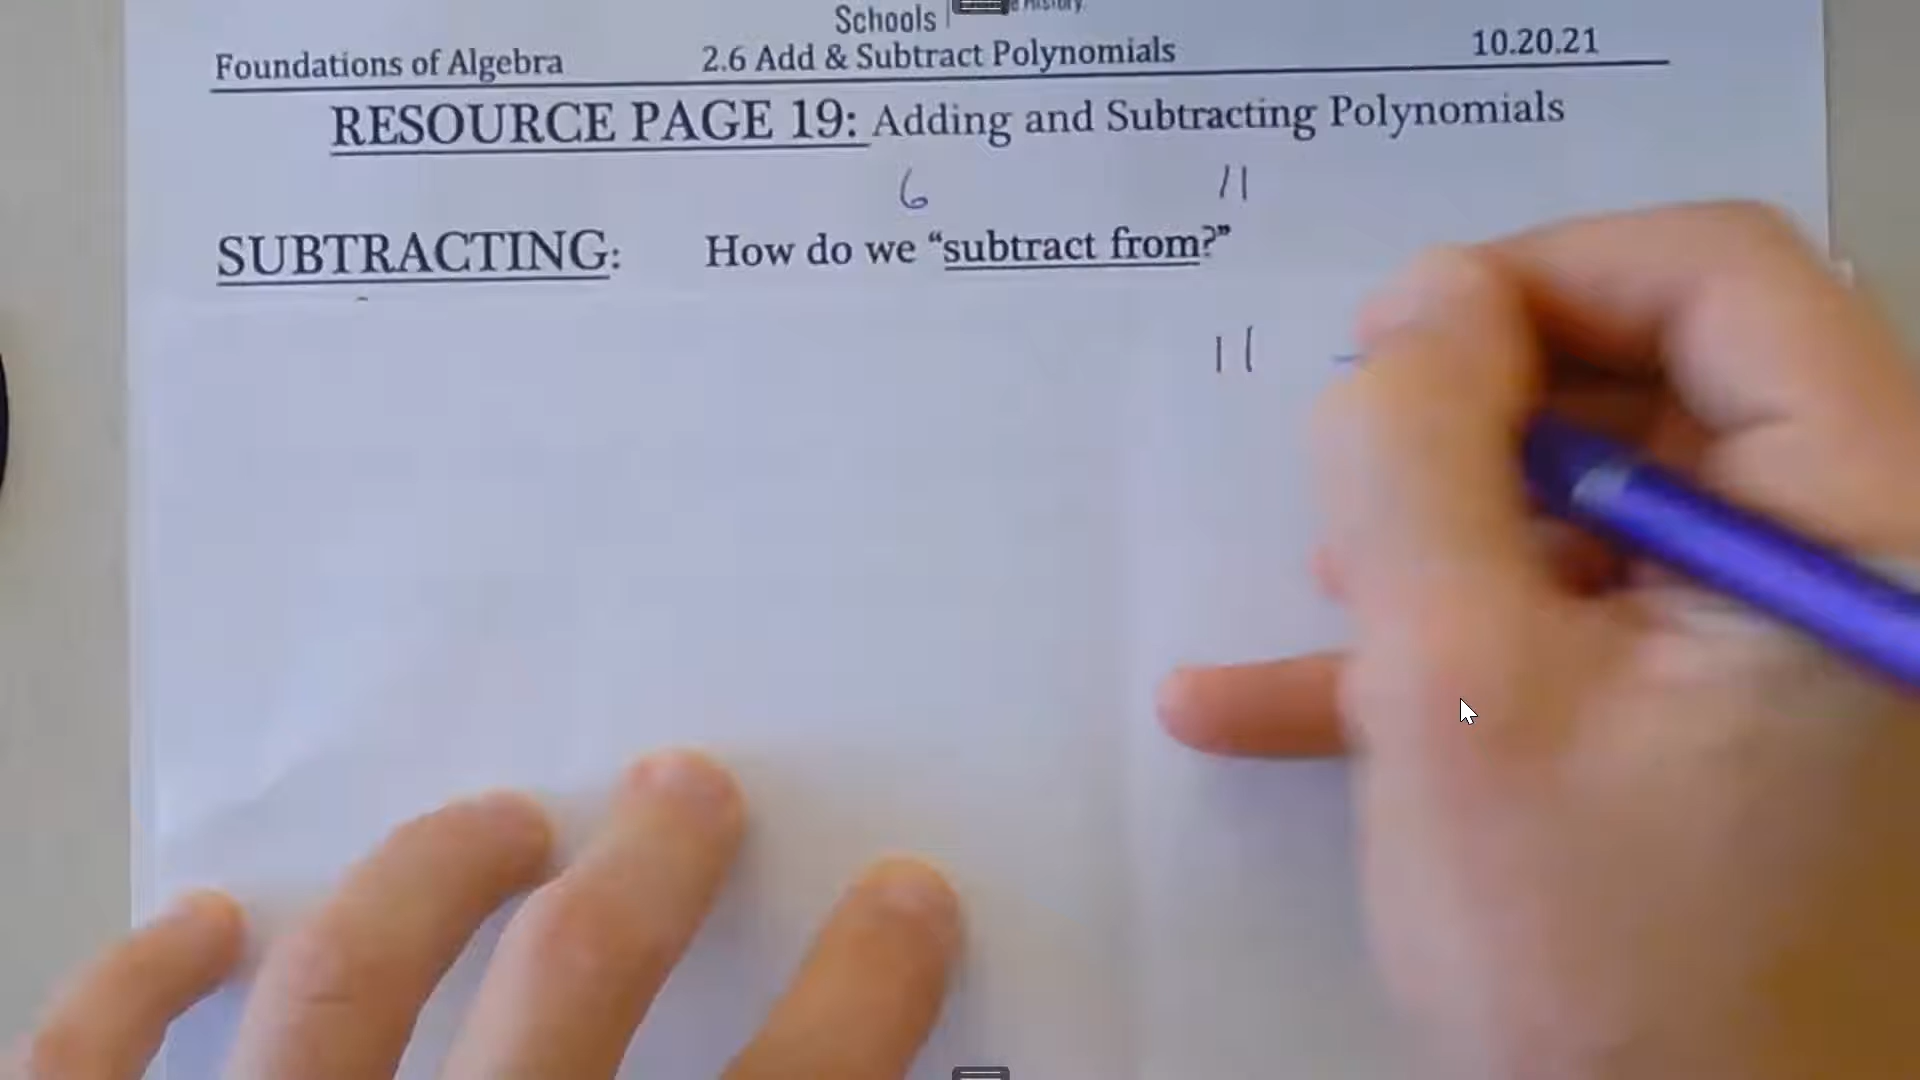 Schools History
Foundations of Algebra 2.6 Add & Subtract Polynomials 10.20.21
RESOURCE PAGE 19: Adding and Subtracting Polynomials
6 11
SUBTRACTING: How do we “subtract from?”
11 -